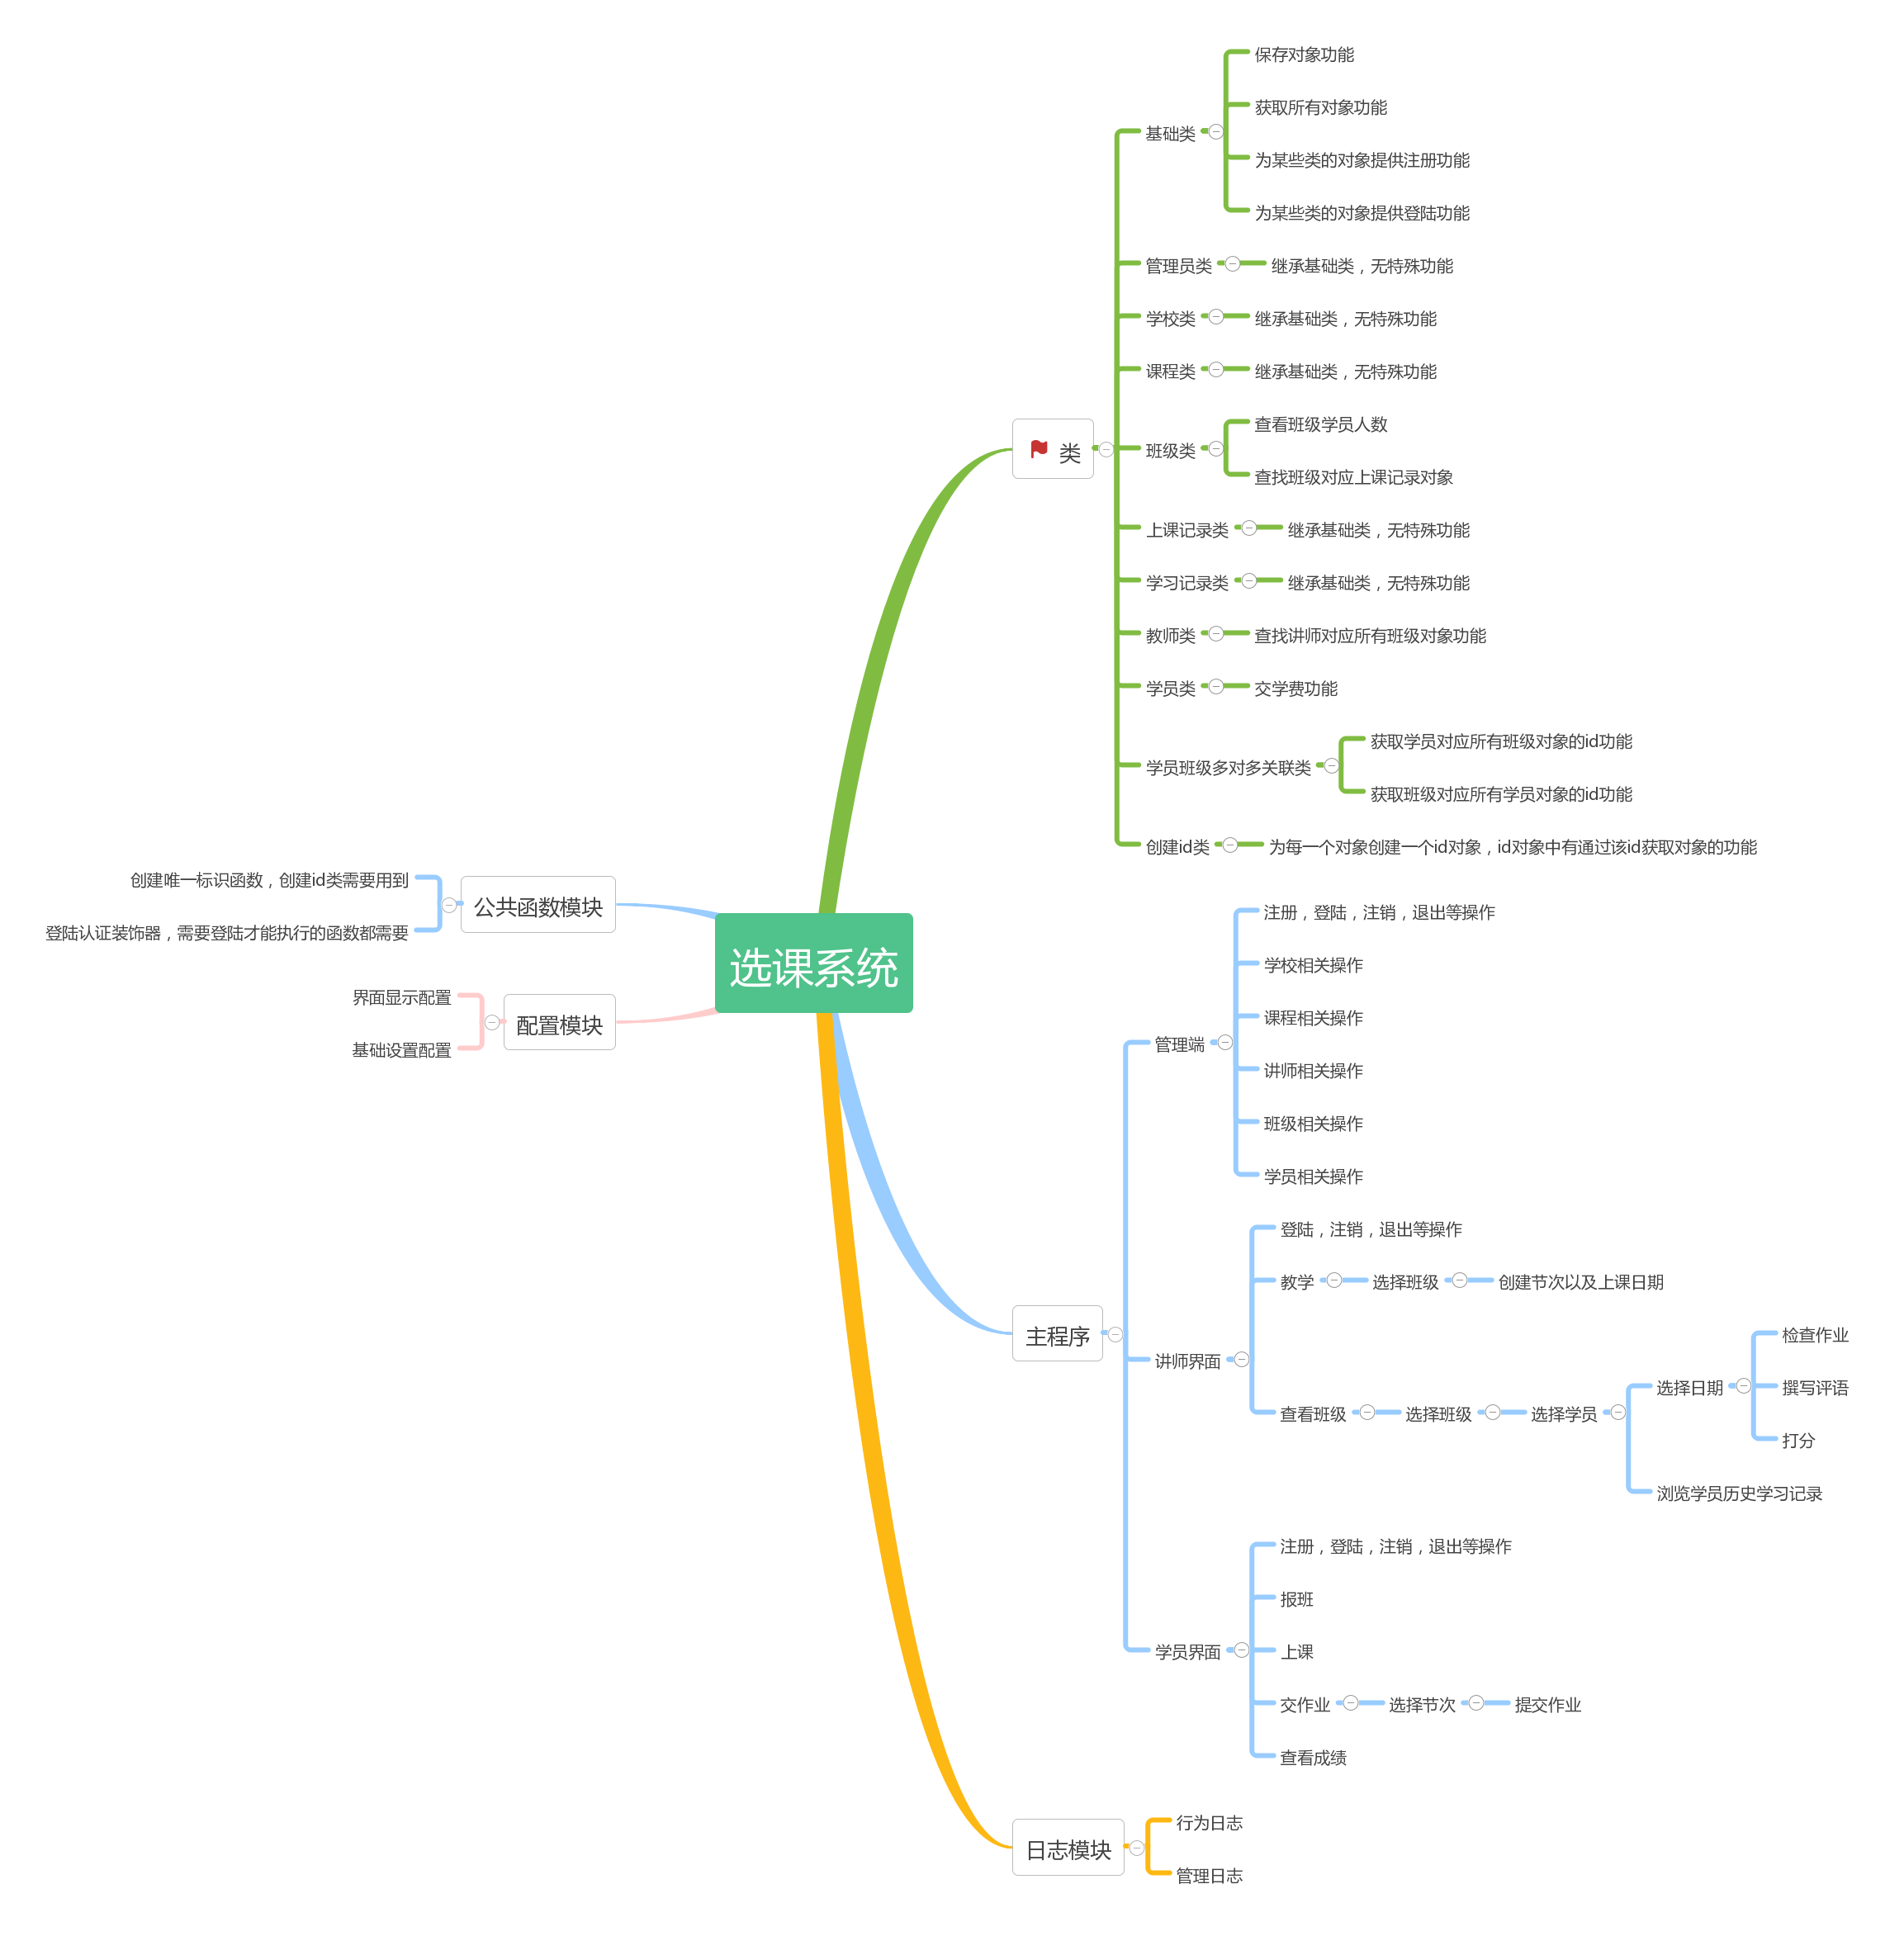 选课系统
类
基础类
保存对象功能
获取所有对象功能
为某些类的对象提供注册功能
为某些类的对象提供登陆功能
管理员类
继承基础类，无特殊功能
学校类
继承基础类，无特殊功能
课程类
继承基础类，无特殊功能
班级类
查看班级学员人数
查找班级对应上课记录对象
上课记录类
继承基础类，无特殊功能
学习记录类
继承基础类，无特殊功能
教师类
查找讲师对应所有班级对象功能
学员类
交学费功能
学员班级多对多关联类
获取学员对应所有班级对象的id功能
获取班级对应所有学员对象的id功能
创建id类
为每一个对象创建一个id对象，id对象中有通过该id获取对象的功能
公共函数模块
创建唯一标识函数，创建id类需要用到
登陆认证装饰器，需要登陆才能执行的函数都需要
配置模块
界面显示配置
基础设置配置
主程序
管理端
注册，登陆，注销，退出等操作
学校相关操作
课程相关操作
讲师相关操作
班级相关操作
学员相关操作
讲师界面
登陆，注销，退出等操作
教学
选择班级
创建节次以及上课日期
查看班级
选择班级
选择学员
选择日期
检查作业
撰写评语
打分
浏览学员历史学习记录
学员界面
注册，登陆，注销，退出等操作
报班
上课
交作业
选择节次
提交作业
查看成绩
日志模块
行为日志
管理日志